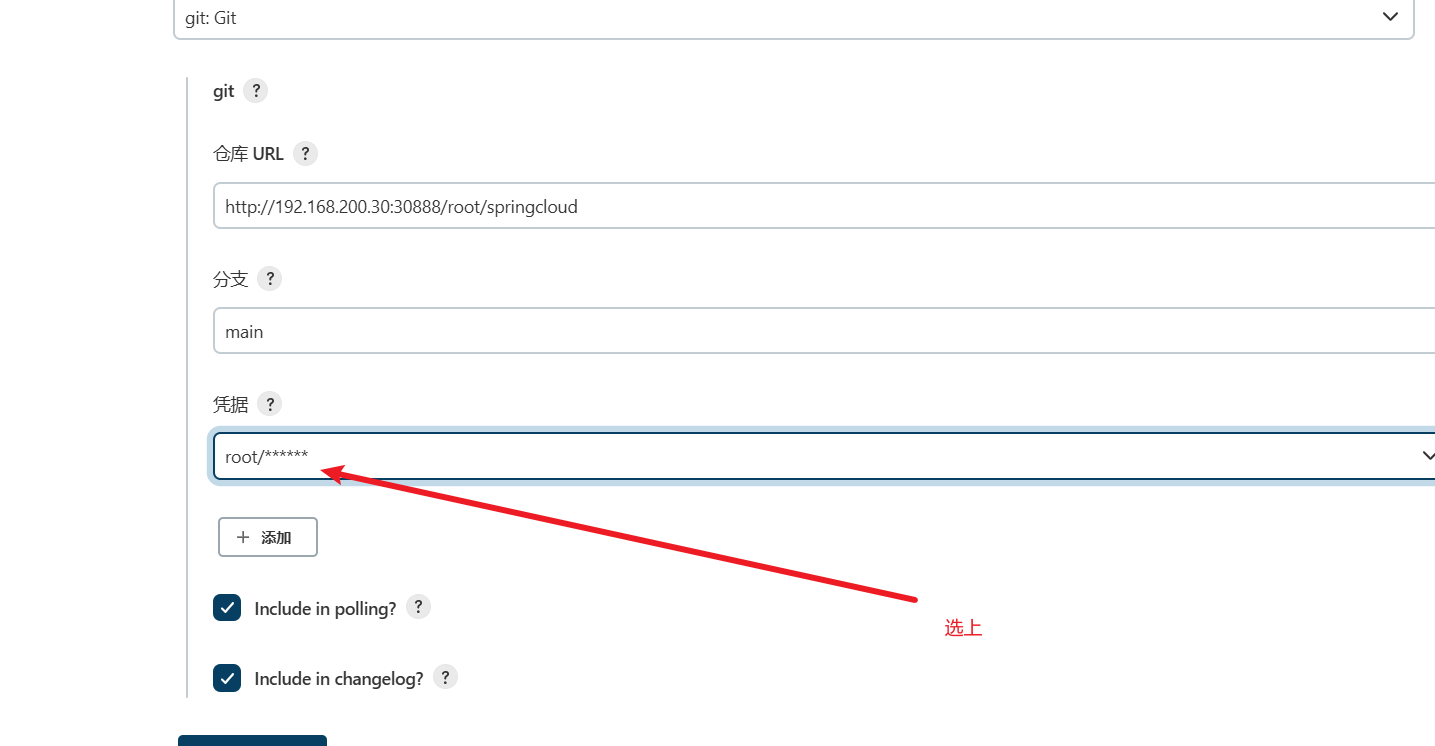 git: Git
git ?
仓库 URL ?
http://192.168.200.30:30888/root/springcloud
分支 ?
main
凭据 ?
root/******
+ 添加
Include in polling? ?
选上
Include in changelog? ?